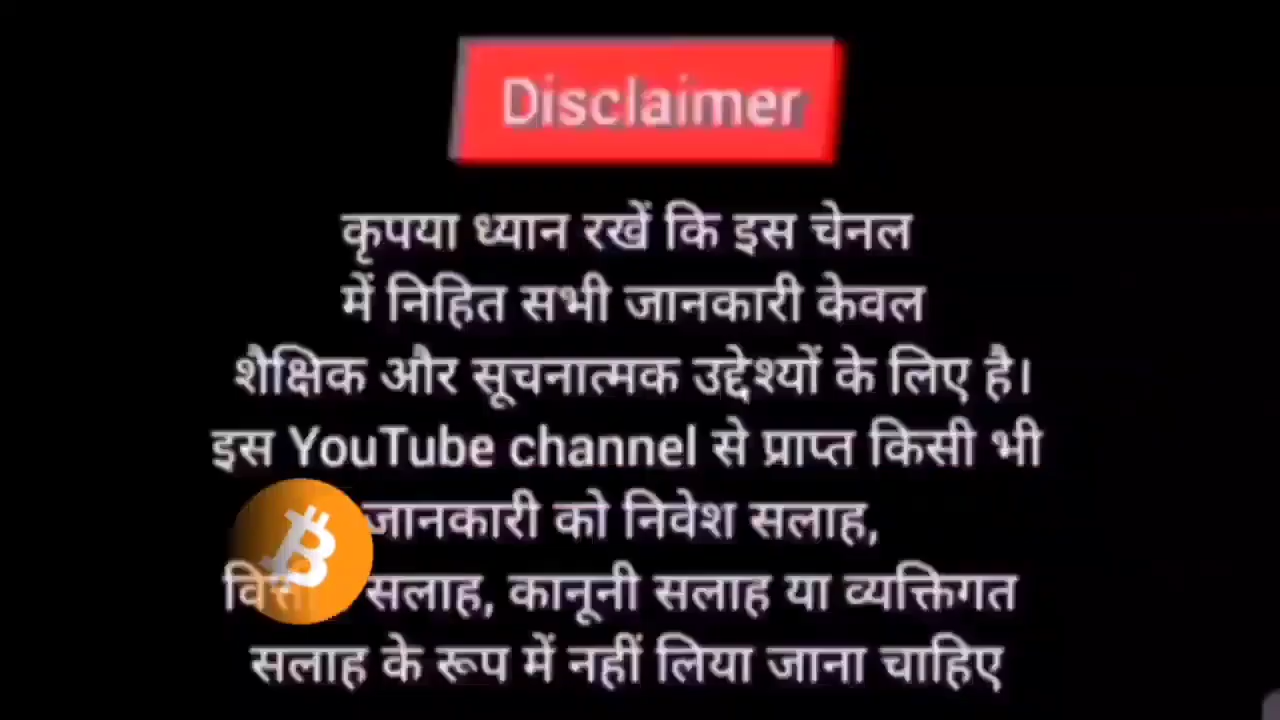 Disclaimer
कृपया ध्यान रखें कि इस चेनल
में निहित सभी जानकारी केवल
शैक्षिक और सूचनात्मक उद्देश्यों के लिए है।
इस YouTube channel से प्राप्त किसी भी
जानकारी को निवेश सलाह,
सलाह, कानूनी सलाह या व्यक्तिगत
सलाह के रूप में नहीं लिया जाना चाहिए